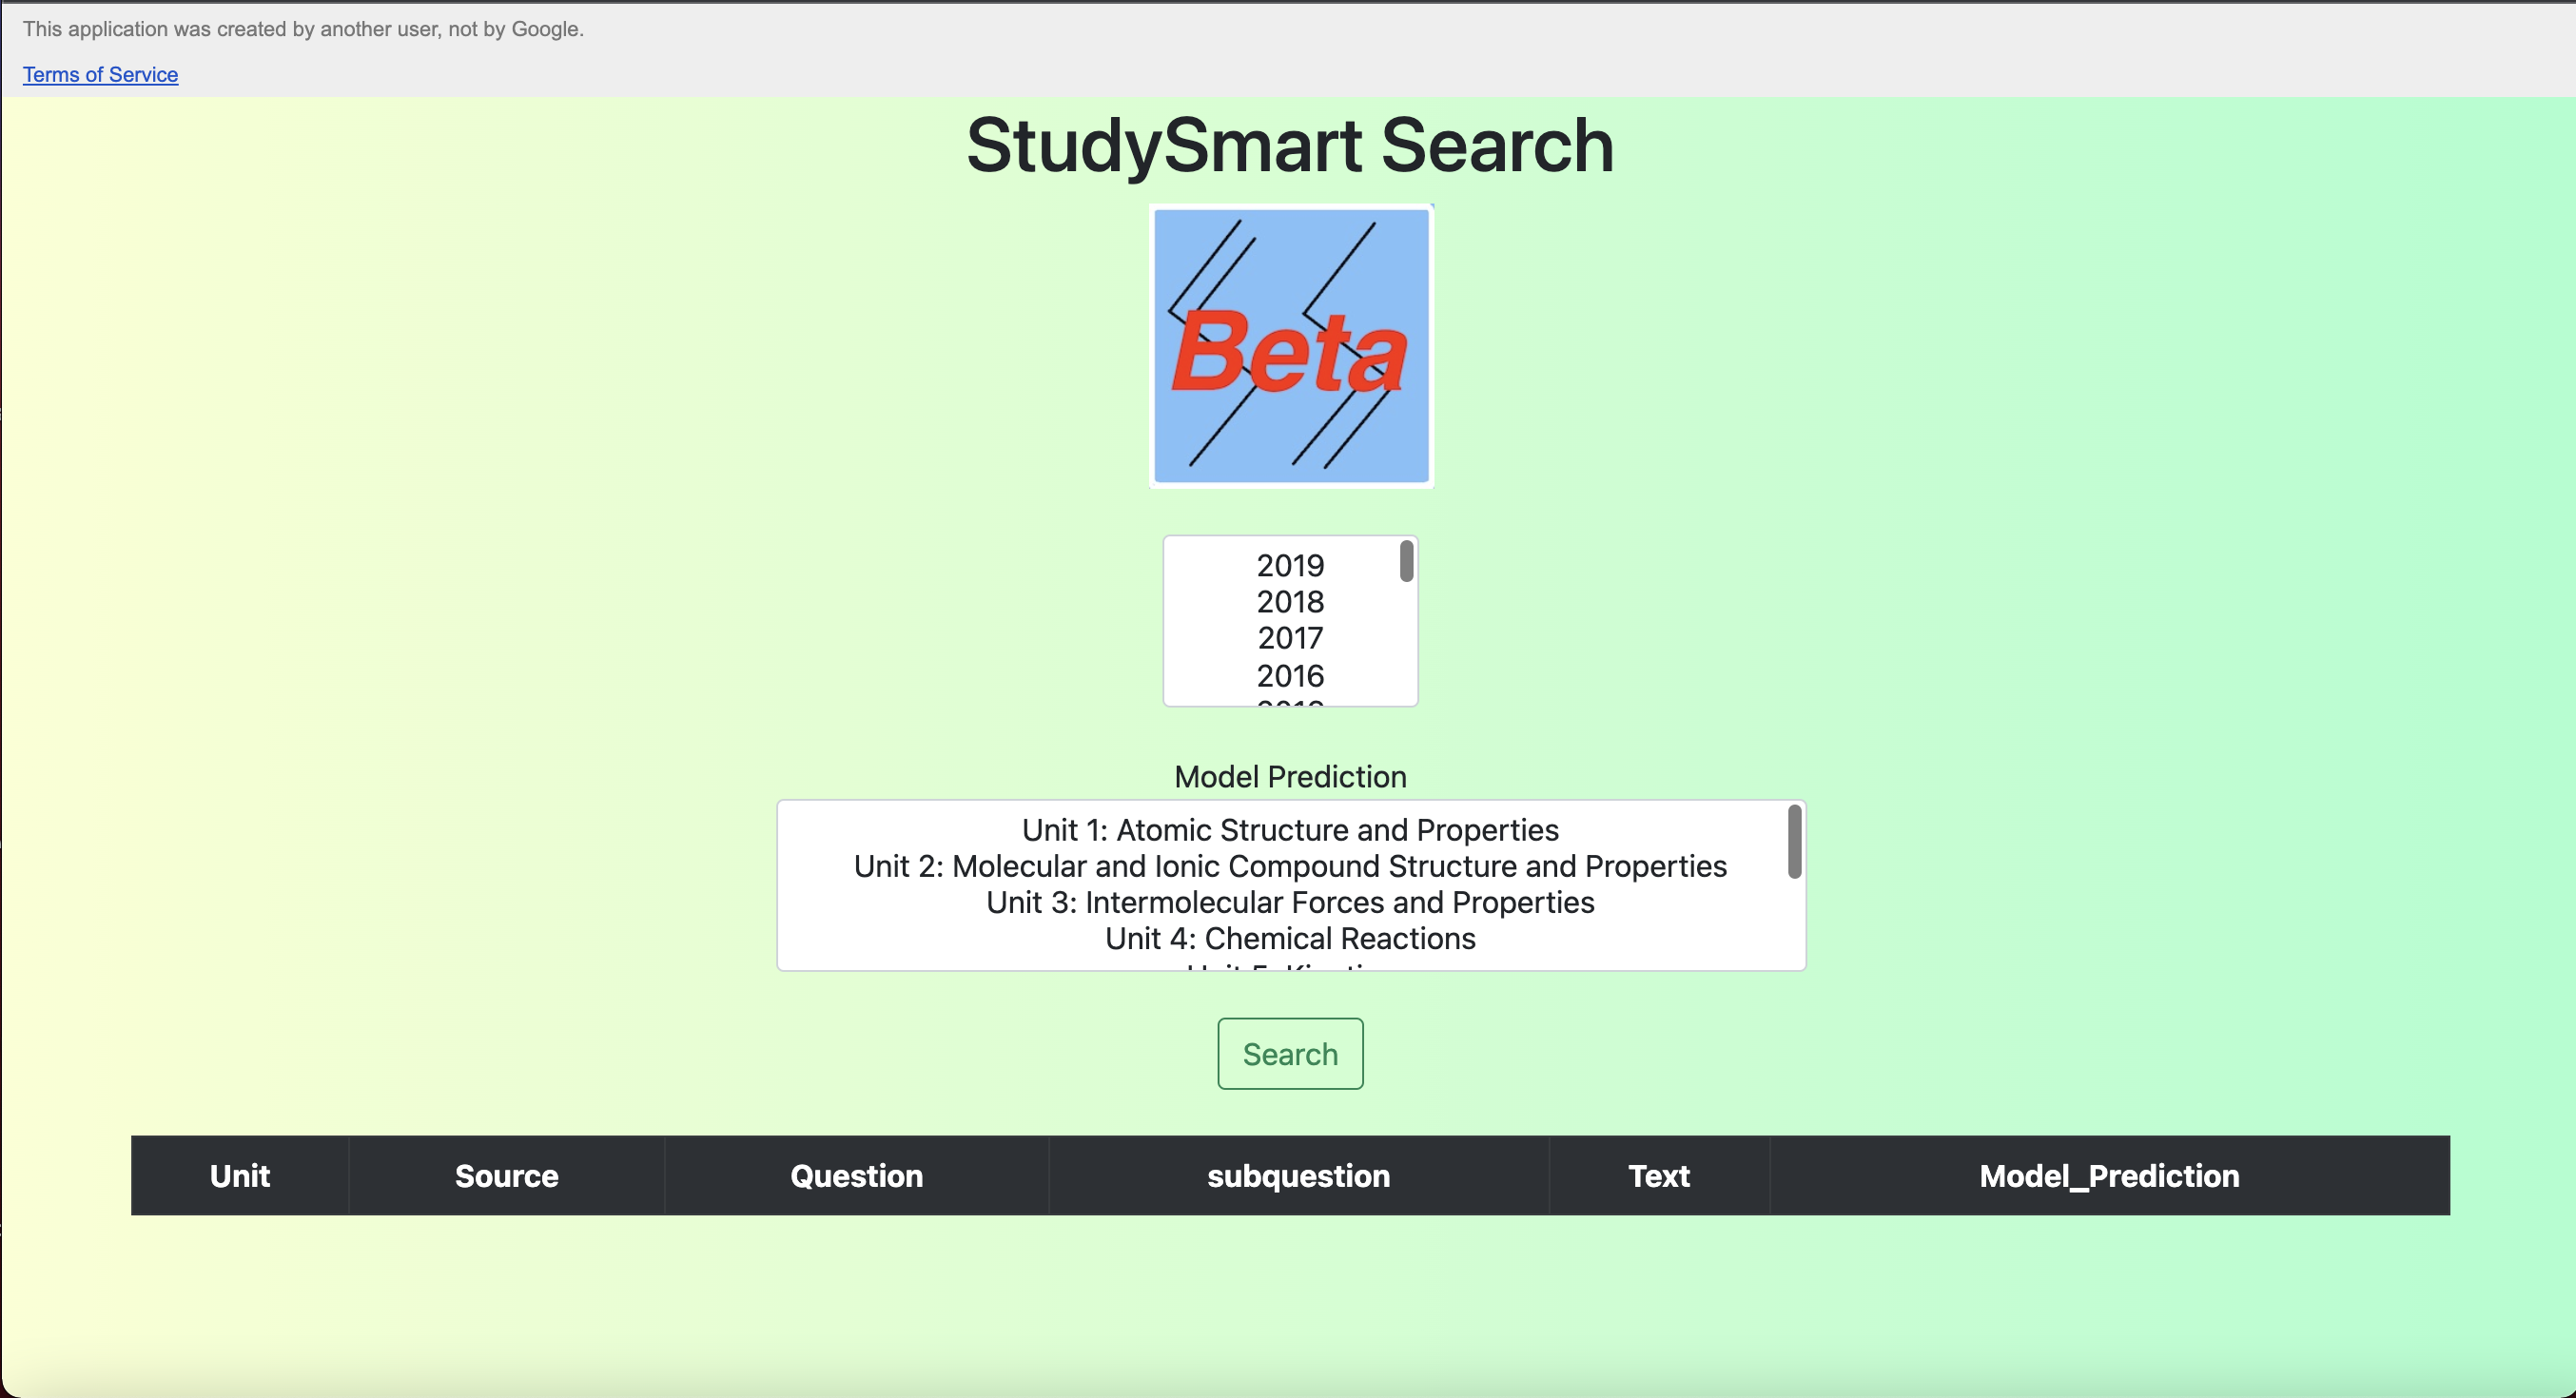 This application was created by another user, not by Google.
Terms of Service
StudySmart Search
Beta
2019
2018
2017
2016
Model Prediction
Unit 1: Atomic Structure and Properties
Unit 2: Molecular and Ionic Compound Structure and Properties
Unit 3: Intermolecular Forces and Properties
Unit 4: Chemical Reactions
Search
Unit Source Question subquestion Text Model_Prediction